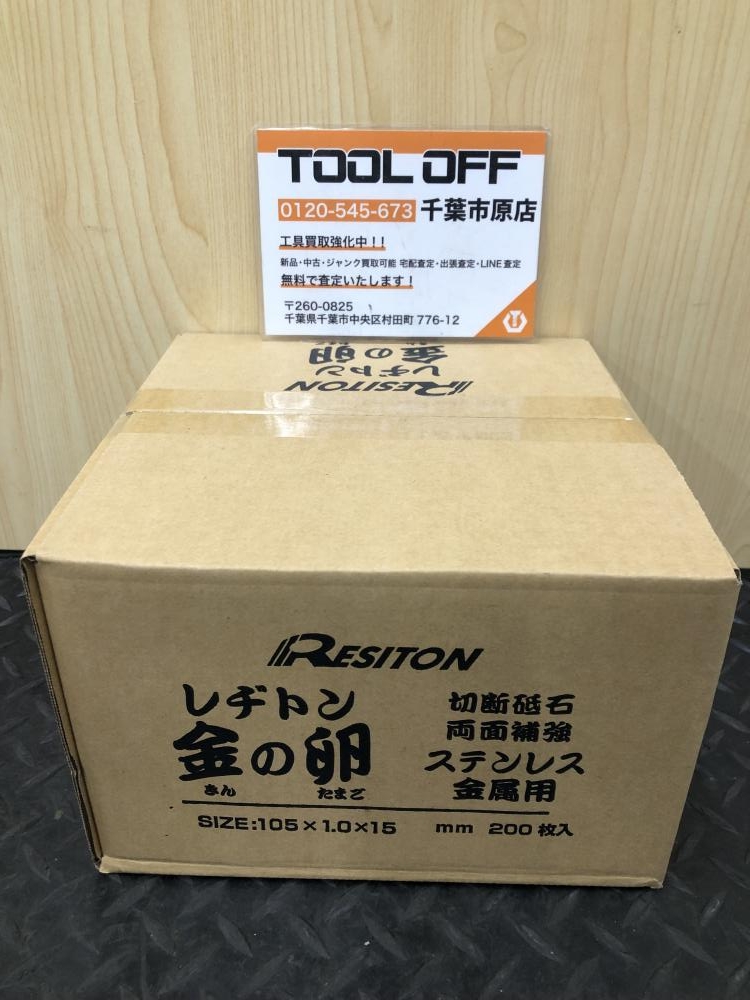 TOOL OFF
0120-545-673 千葉市原店
工具買取強化中!!
新品・中古・ジャンク買取可能 宅配査定・出張査定・LINE査定
無料で査定いたします!
〒260-0825
千葉県千葉市中央区村田町 776-12
RESITON
レヂトン
金の卵
きん たまご
RESITON
レヂトン
金の卵
きん たまご
切断砥石
両面補強
ステンレス
金属用
SIZE:105×1.0×15 mm 200枚入